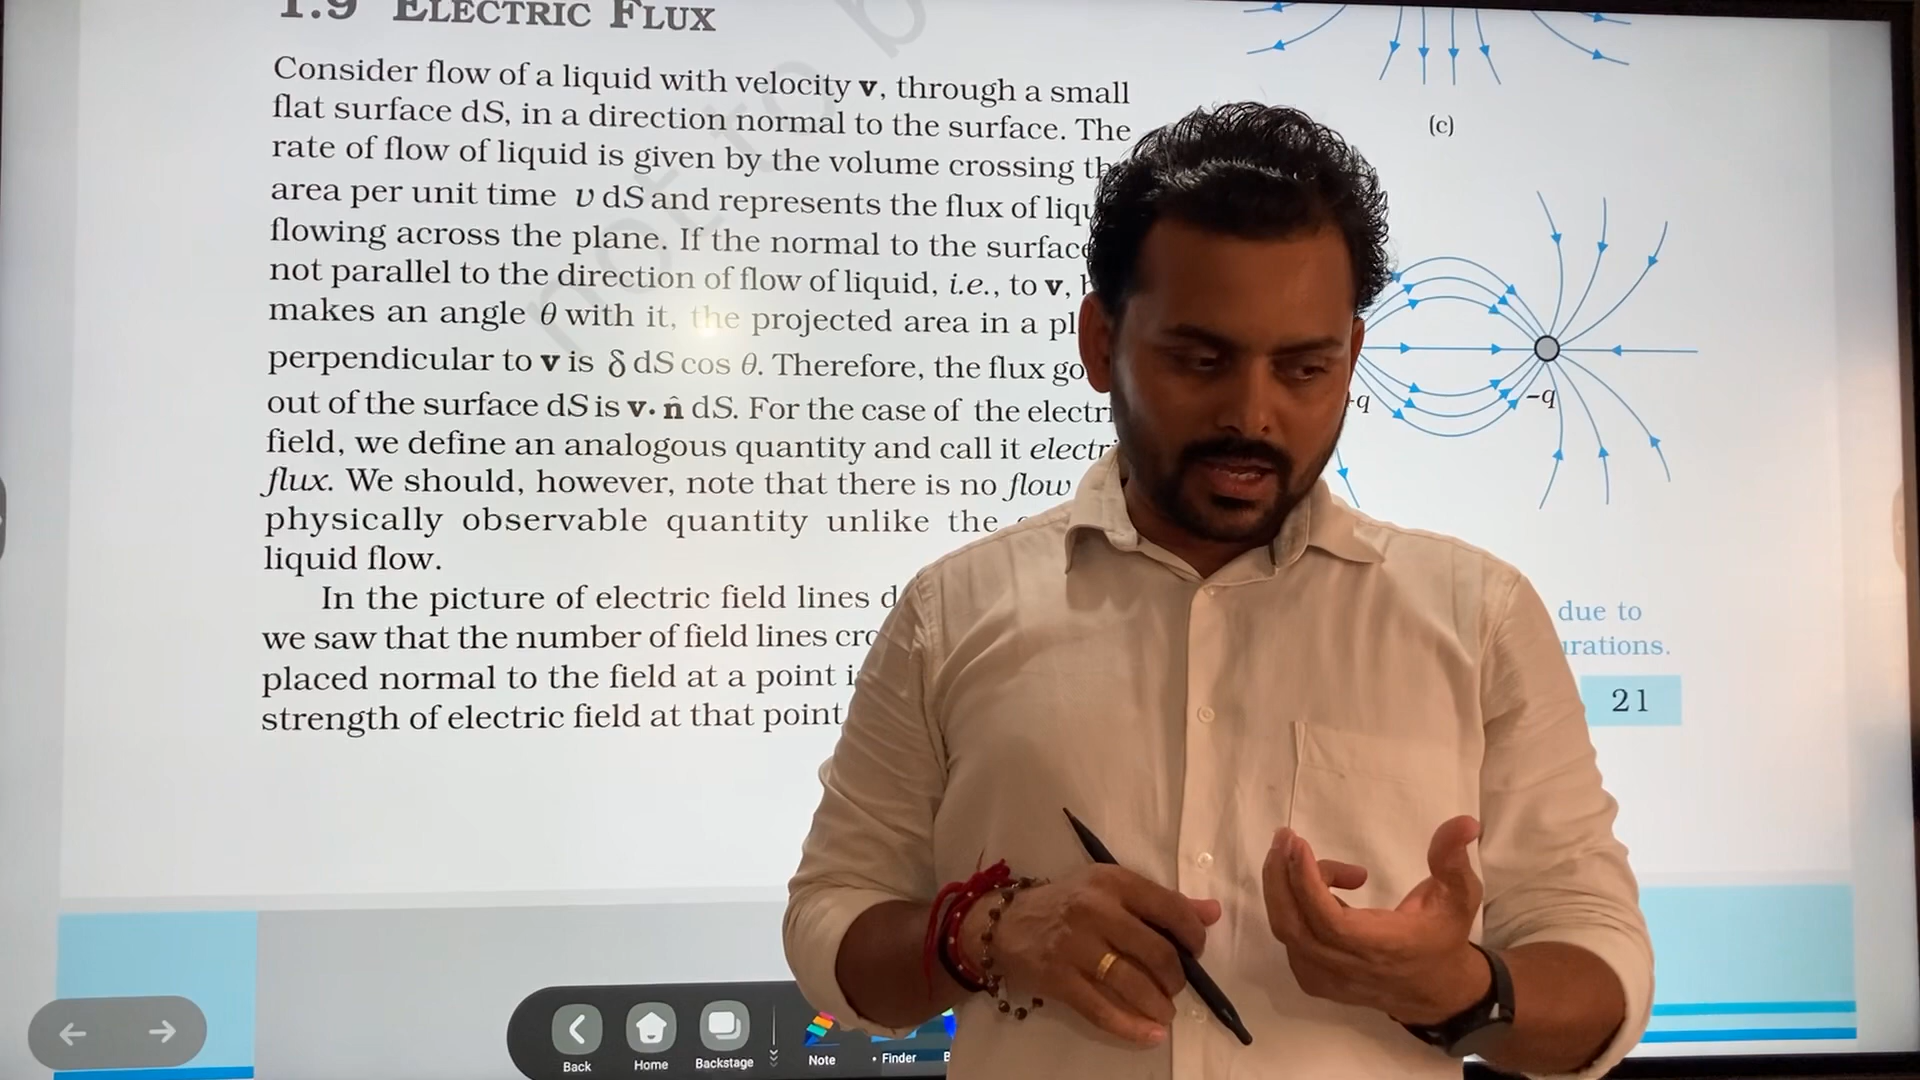 1.9 ELECTRIC FLUX
Consider flow of a liquid with velocity v, through a small
flat surface dS, in a direction normal to the surface. The
rate of flow of liquid is given by the volume crossing th
area per unit time υ dS and represents the flux of liqu
flowing across the plane. If the normal to the surface
not parallel to the direction of flow of liquid, i.e., to v,
makes an angle θ with it, the projected area in a pl
perpendicular to v is δ dS cos θ. Therefore, the flux go
out of the surface dS is v. n̂ dS. For the case of the electri
field, we define an analogous quantity and call it electri
flux. We should, however, note that there is no flow
physically observable quantity unlike the
liquid flow.
In the picture of electric field lines d
we saw that the number of field lines cro
placed normal to the field at a point i
strength of electric field at that point
not to b
(c)
q
–q
due to
urations.
21
Back
Home
Backstage
Note
• Finder
B